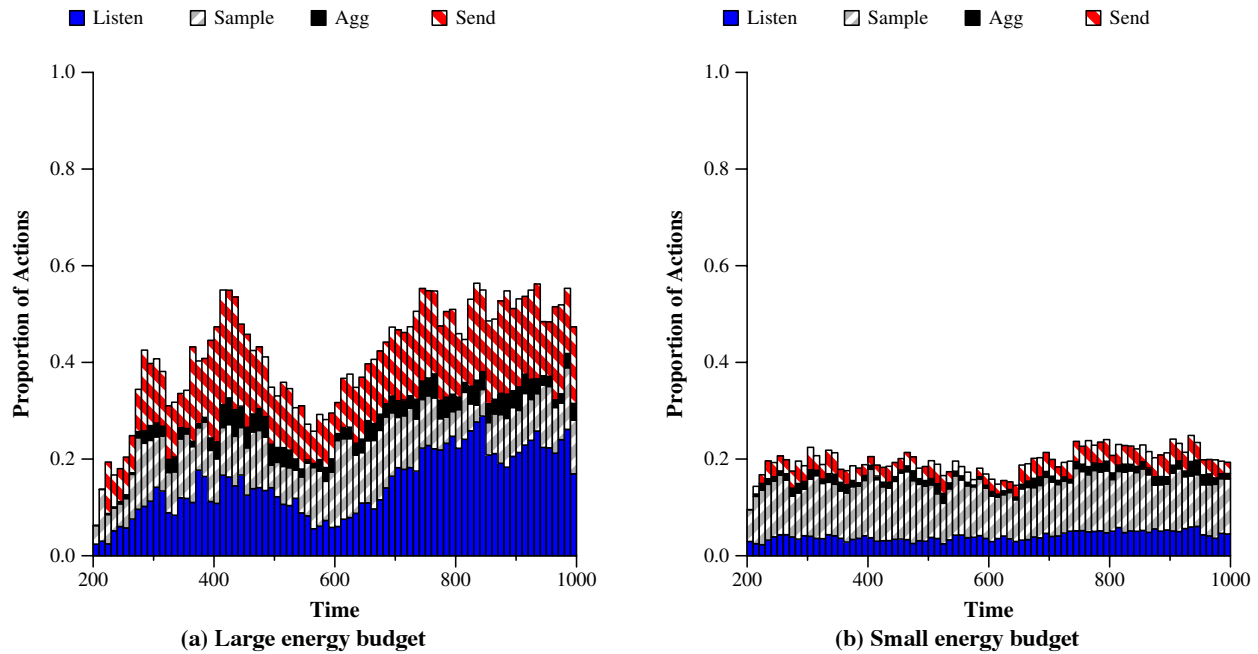 Listen Sample Agg Send
1.0
0.8
0.6
0.4
0.2
0.0
Proportion of Actions
200 400 600 800 1000
Time
(a) Large energy budget
Listen Sample Agg Send
1.0
0.8
0.6
0.4
0.2
0.0
Proportion of Actions
200 400 600 800 1000
Time
(b) Small energy budget